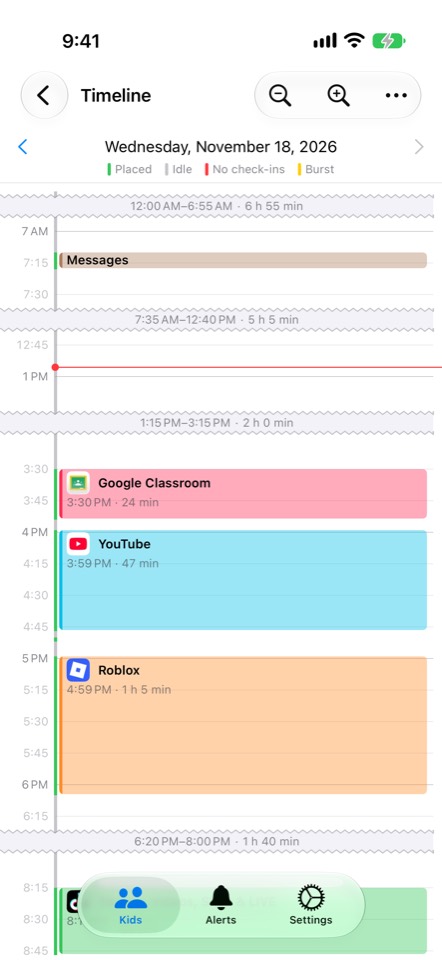 9:41
Timeline
Wednesday, November 18, 2026
Placed Idle No check-ins Burst
12:00 AM–6:55 AM · 6 h 55 min
7 AM
Messages
7:15
7:30
7:35 AM–12:40 PM · 5 h 5 min
12:45
1 PM
1:15 PM–3:15 PM · 2 h 0 min
3:30
Google Classroom
3:30 PM · 24 min
3:45
4 PM
YouTube
3:59 PM · 47 min
4:15
4:30
4:45
5 PM
Roblox
4:59 PM · 1 h 5 min
5:15
5:30
5:45
6 PM
6:15
6:20 PM–8:00 PM · 1 h 40 min
8:15
8:30
Kids Alerts Settings
8:45